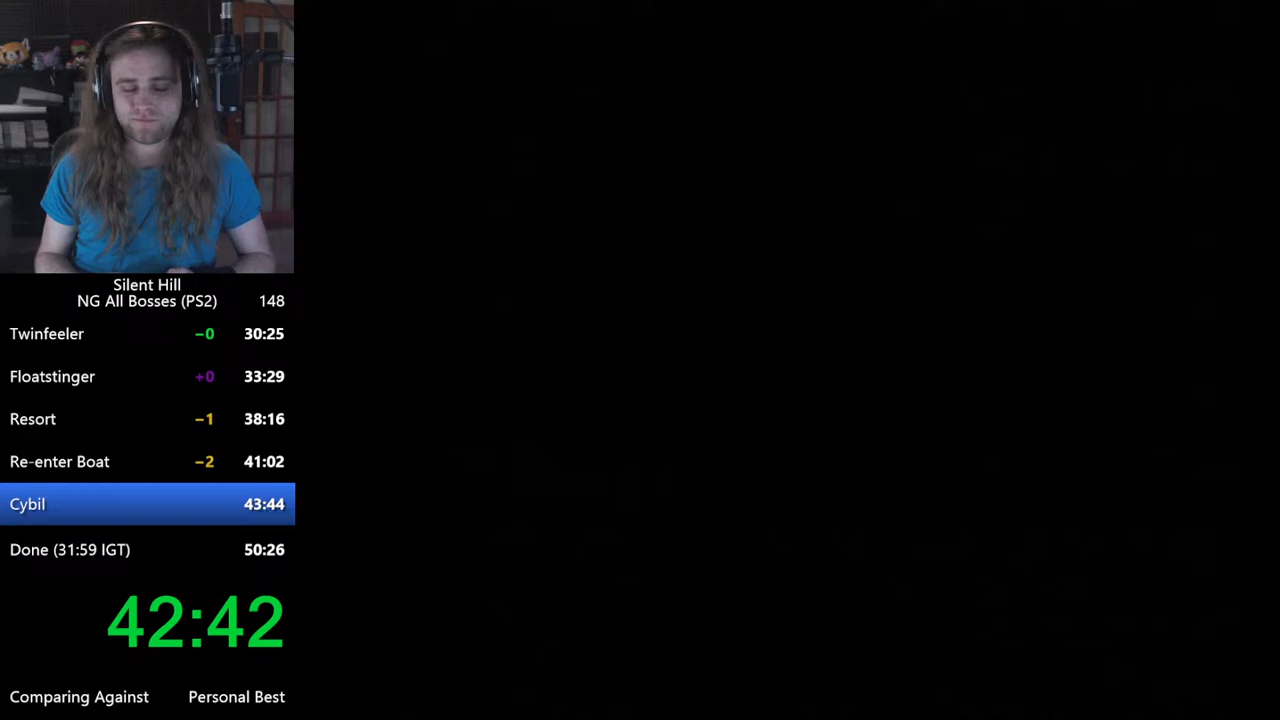 Silent Hill
NG All Bosses (PS2) 148
Twinfeeler −0 30:25
Floatstinger +0 33:29
Resort −1 38:16
Re-enter Boat −2 41:02
Cybil 43:44
Done (31:59 IGT) 50:26
42:42
Comparing Against Personal Best